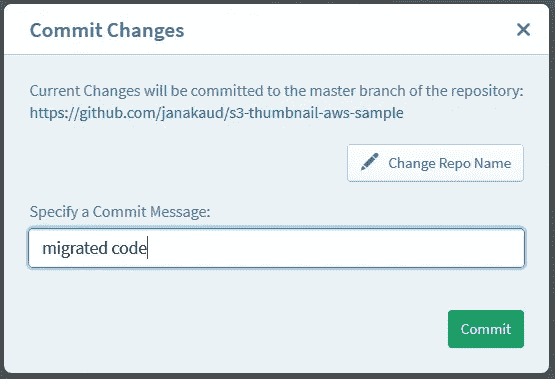 Commit Changes
Current Changes will be committed to the master branch of the repository:
https://github.com/janakaud/s3-thumbnail-aws-sample
Change Repo Name
Specify a Commit Message:
migrated code
Commit